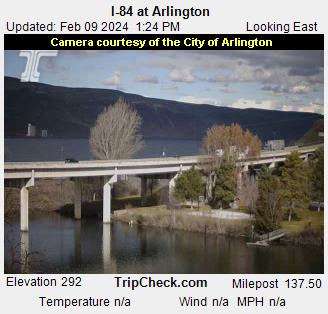 I-84 at Arlington
Updated: Feb 09 2024 1:24 PM Looking East
Camera courtesy of the City of Arlington
Elevation 292 TripCheck.com Milepost 137.50
Temperature n/a Wind n/a MPH n/a